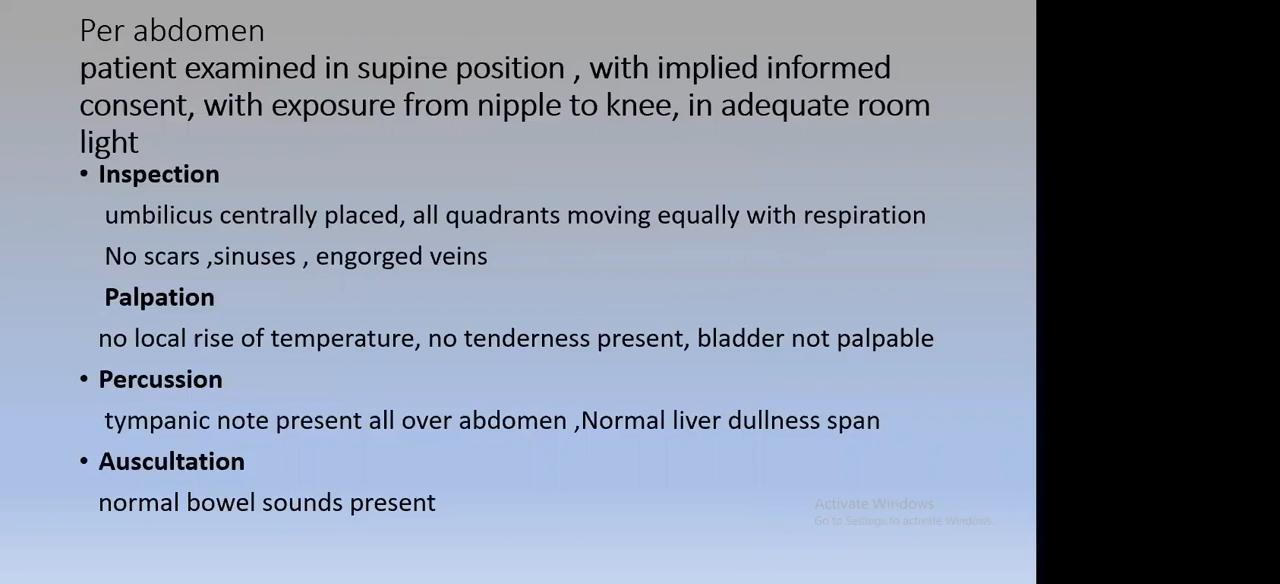 Per abdomen
patient examined in supine position , with implied informed
consent, with exposure from nipple to knee, in adequate room
light
• Inspection
umbilicus centrally placed, all quadrants moving equally with respiration
No scars ,sinuses , engorged veins
Palpation
no local rise of temperature, no tenderness present, bladder not palpable
• Percussion
tympanic note present all over abdomen ,Normal liver dullness span
• Auscultation
normal bowel sounds present
Activate Windows
Go to Settings to activate Windows.